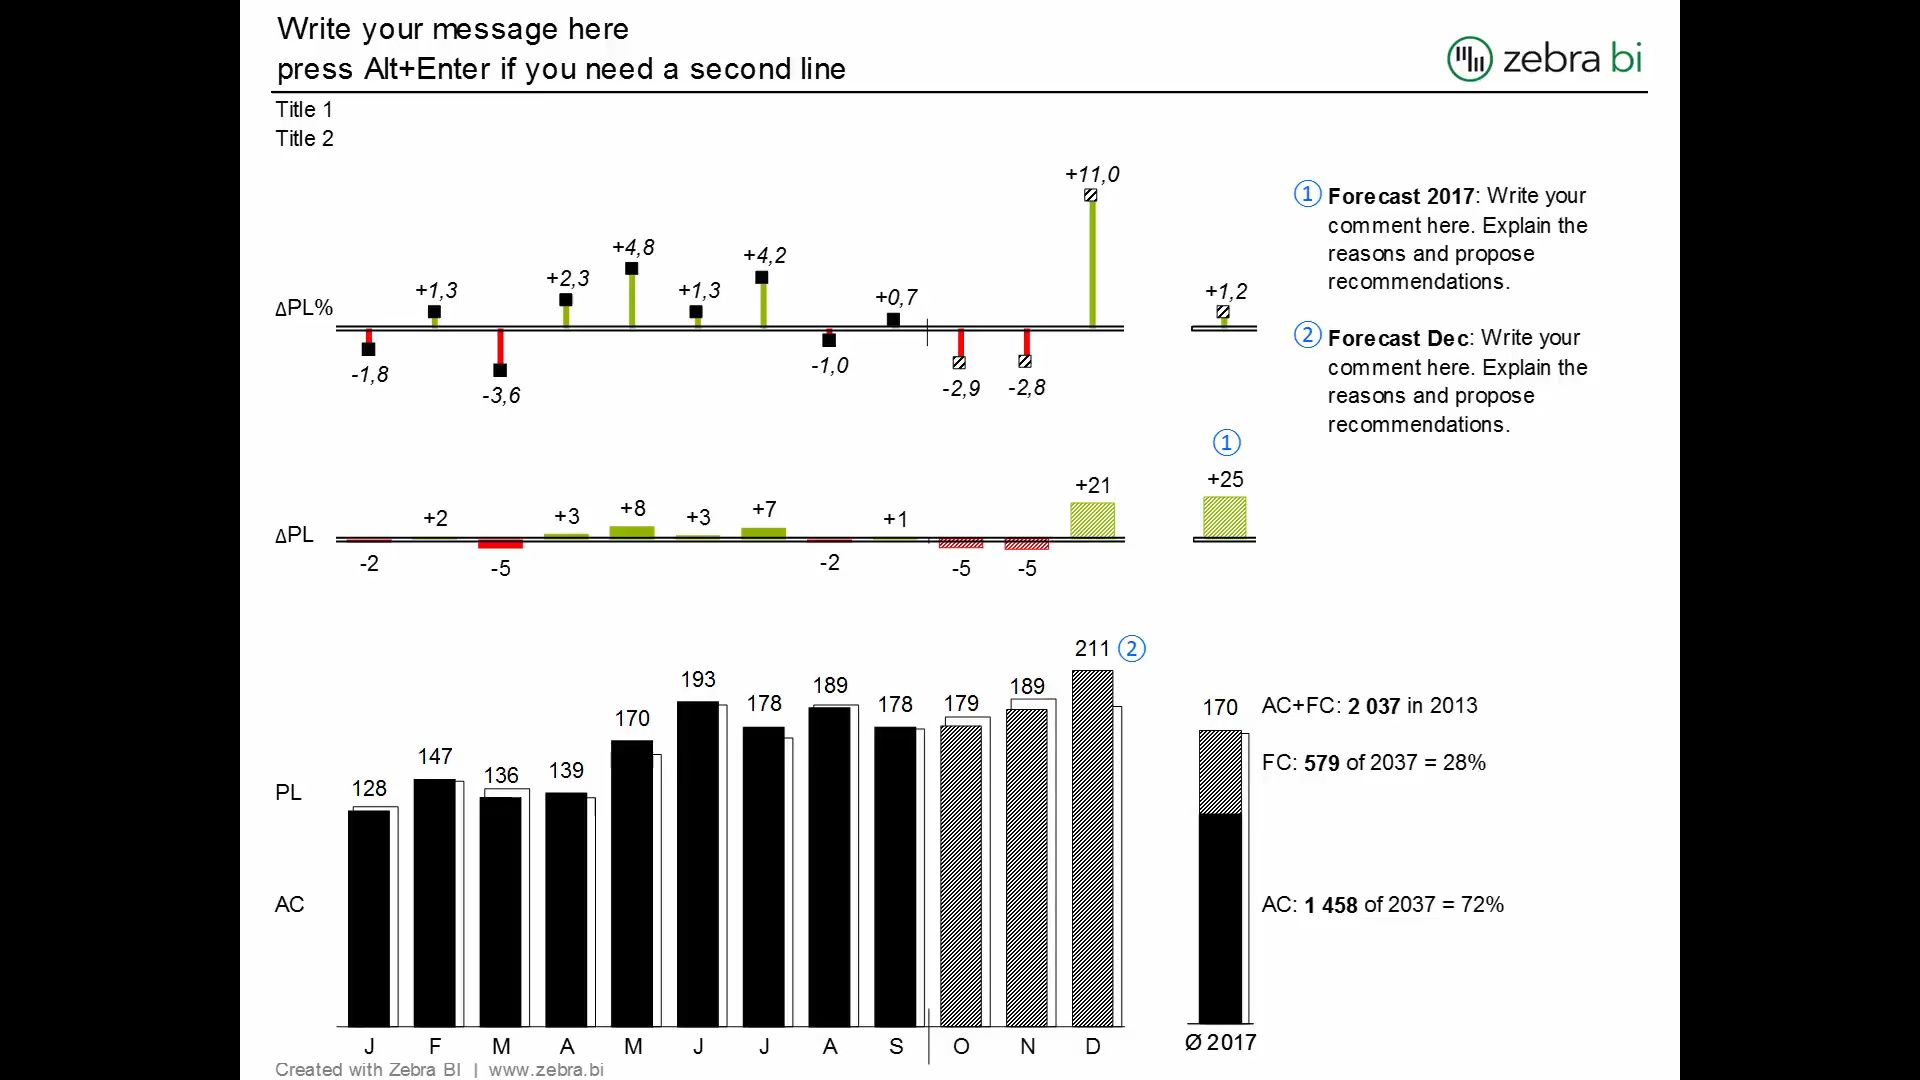 Write your message here
press Alt+Enter if you need a second line
zebra bi
Title 1
Title 2
+11,0
+4,8
+4,2
+2,3
+1,3
+1,3
+0,7
+1,2
ΔPL%
-1,8
-3,6
-1,0
-2,9
-2,8
1 Forecast 2017: Write your
comment here. Explain the
reasons and propose
recommendations.
2 Forecast Dec: Write your
comment here. Explain the
reasons and propose
recommendations.
1
+2 +3 +8 +3 +7 +1 +21 +25
ΔPL
-2 -5 -2 -5 -5
128 147 136 139 170 193 178 189 178 179 189 211 2
170 AC+FC: 2 037 in 2013
FC: 579 of 2037 = 28%
PL
AC
AC: 1 458 of 2037 = 72%
J F M A M J J A S O N D Ø 2017
Created with Zebra BI | www.zebra.bi